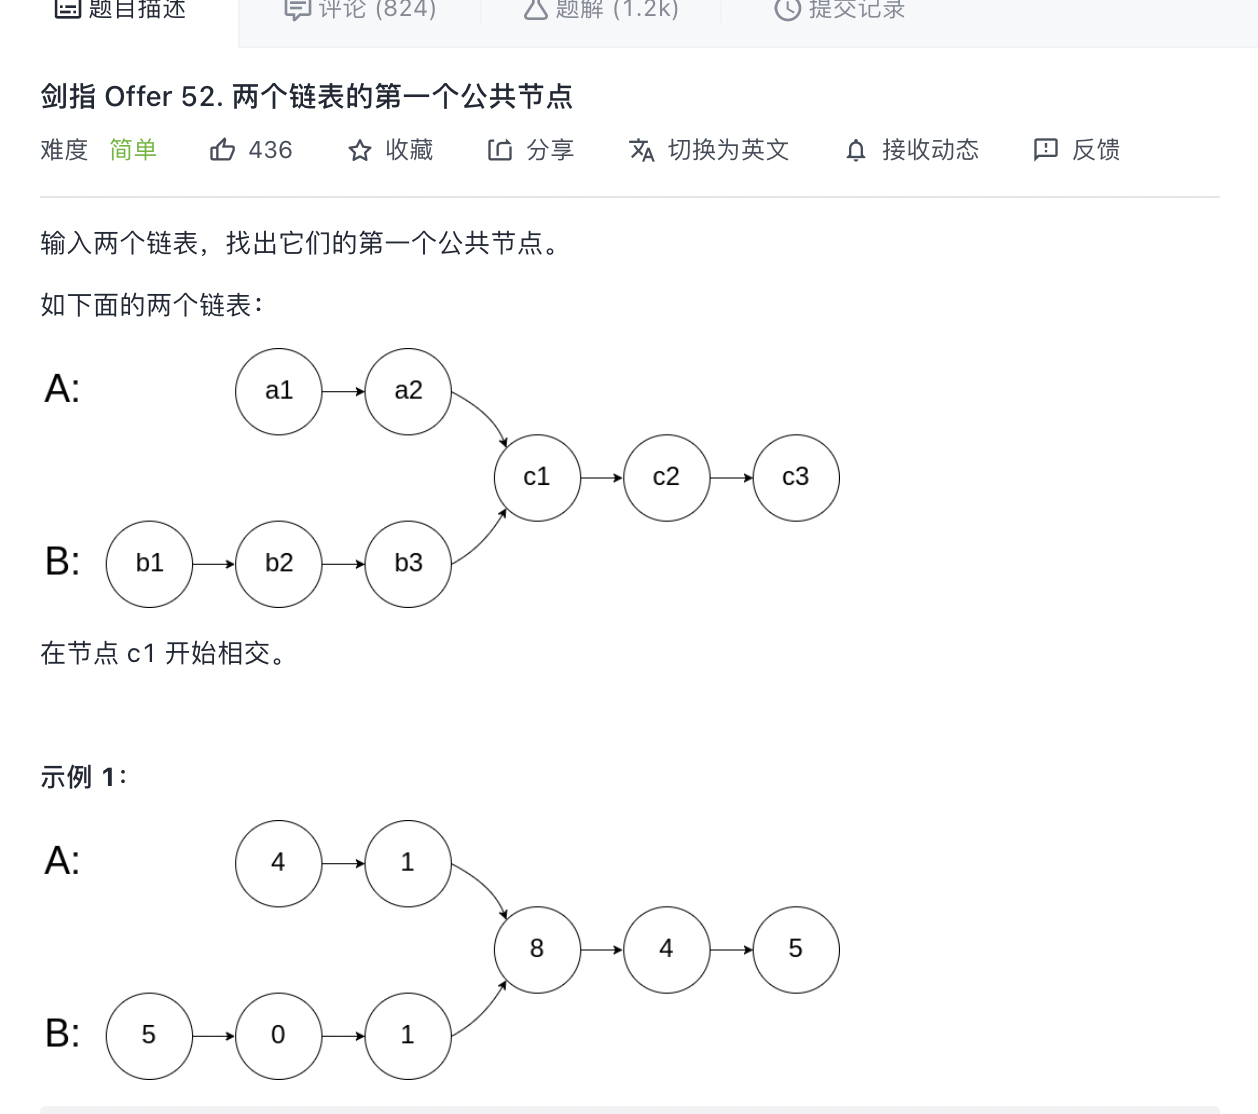 题目描述 评论 (824) 题解 (1.2k) 提交记录
剑指 Offer 52. 两个链表的第一个公共节点
难度 简单 436 收藏 分享 切换为英文 接收动态 反馈
输入两个链表，找出它们的第一个公共节点。
如下面的两个链表：
A: a1 a2
c1 c2 c3
B: b1 b2 b3
在节点 c1 开始相交。
示例 1：
A: 4 1
8 4 5
B: 5 0 1